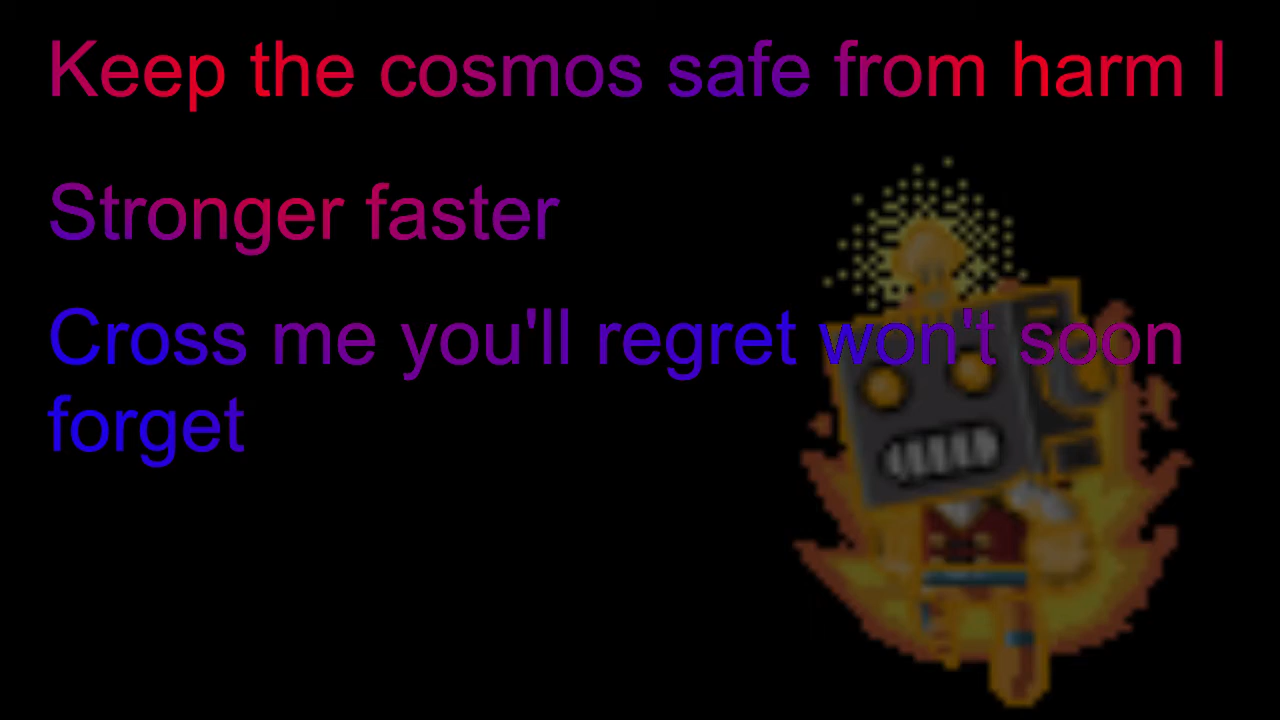 Keep the cosmos safe from harm I
Stronger faster
Cross me you'll regret won't soon
forget